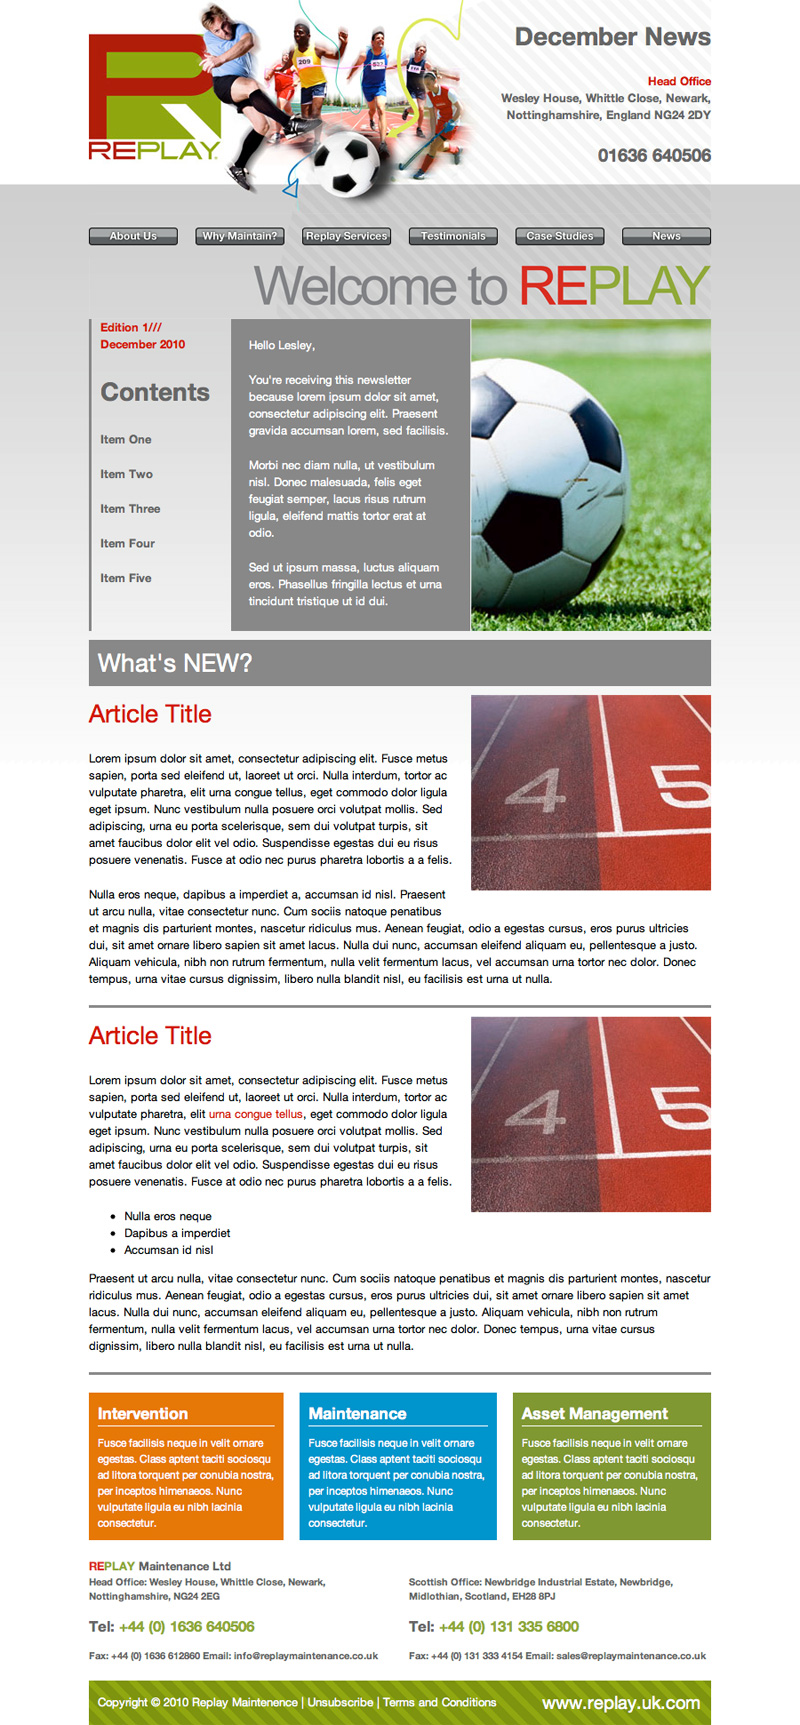 December News
Head Office
Wesley House, Whittle Close, Newark,
Nottinghamshire, England NG24 2DY
01636 640506
REPLAY
209
About Us
Why Maintain?
Replay Services
Testimonials
Case Studies
News
Welcome to REPLAY
Edition 1///
December 2010
Contents
Item One
Item Two
Item Three
Item Four
Item Five
Hello Lesley,
You're receiving this newsletter
because lorem ipsum dolor sit amet,
consectetur adipiscing elit. Praesent
gravida accumsan lorem, sed facilisis.
Morbi nec diam nulla, ut vestibulum
nisl. Donec malesuada, felis eget
feugiat semper, lacus risus rutrum
ligula, eleifend mattis tortor erat at
odio.
Sed ut ipsum massa, luctus aliquam
eros. Phasellus fringilla lectus et urna
tincidunt tristique ut id dui.
What's NEW?
Article Title
Lorem ipsum dolor sit amet, consectetur adipiscing elit. Fusce metus
sapien, porta sed eleifend ut, laoreet ut orci. Nulla interdum, tortor ac
vulputate pharetra, elit urna congue tellus, eget commodo dolor ligula
eget ipsum. Nunc vestibulum nulla posuere orci volutpat mollis. Sed
adipiscing, urna eu porta scelerisque, sem dui volutpat turpis, sit
amet faucibus dolor elit vel odio. Suspendisse egestas dui eu risus
posuere venenatis. Fusce at odio nec purus pharetra lobortis a a felis.
4 5
Nulla eros neque, dapibus a imperdiet a, accumsan id nisl. Praesent
ut arcu nulla, vitae consectetur nunc. Cum sociis natoque penatibus
et magnis dis parturient montes, nascetur ridiculus mus. Aenean feugiat, odio a egestas cursus, eros purus ultricies
dui, sit amet ornare libero sapien sit amet lacus. Nulla dui nunc, accumsan eleifend aliquam eu, pellentesque a justo.
Aliquam vehicula, nibh non rutrum fermentum, nulla velit fermentum lacus, vel accumsan urna tortor nec dolor. Donec
tempus, urna vitae cursus dignissim, libero nulla blandit nisl, eu facilisis est urna ut nulla.
Article Title
Lorem ipsum dolor sit amet, consectetur adipiscing elit. Fusce metus
sapien, porta sed eleifend ut, laoreet ut orci. Nulla interdum, tortor ac
vulputate pharetra, elit urna congue tellus, eget commodo dolor ligula
eget ipsum. Nunc vestibulum nulla posuere orci volutpat mollis. Sed
adipiscing, urna eu porta scelerisque, sem dui volutpat turpis, sit
amet faucibus dolor elit vel odio. Suspendisse egestas dui eu risus
posuere venenatis. Fusce at odio nec purus pharetra lobortis a a felis.
4 5
• Nulla eros neque
• Dapibus a imperdiet
• Accumsan id nisl
Praesent ut arcu nulla, vitae consectetur nunc. Cum sociis natoque penatibus et magnis dis parturient montes, nascetur
ridiculus mus. Aenean feugiat, odio a egestas cursus, eros purus ultricies dui, sit amet ornare libero sapien sit amet
lacus. Nulla dui nunc, accumsan eleifend aliquam eu, pellentesque a justo. Aliquam vehicula, nibh non rutrum
fermentum, nulla velit fermentum lacus, vel accumsan urna tortor nec dolor. Donec tempus, urna vitae cursus
dignissim, libero nulla blandit nisl, eu facilisis est urna ut nulla.
Intervention
Fusce facilisis neque in velit ornare
egestas. Class aptent taciti sociosqu
ad litora torquent per conubia nostra,
per inceptos himenaeos. Nunc
vulputate ligula eu nibh lacinia
consectetur.
Maintenance
Fusce facilisis neque in velit ornare
egestas. Class aptent taciti sociosqu
ad litora torquent per conubia nostra,
per inceptos himenaeos. Nunc
vulputate ligula eu nibh lacinia
consectetur.
Asset Management
Fusce facilisis neque in velit ornare
egestas. Class aptent taciti sociosqu
ad litora torquent per conubia nostra,
per inceptos himenaeos. Nunc
vulputate ligula eu nibh lacinia
consectetur.
REPLAY Maintenance Ltd
Head Office: Wesley House, Whittle Close, Newark,
Nottinghamshire, NG24 2EG
Tel: +44 (0) 1636 640506
Fax: +44 (0) 1636 612860 Email: info@replaymaintenance.co.uk
Scottish Office: Newbridge Industrial Estate, Newbridge,
Midlothian, Scotland, EH28 8PJ
Tel: +44 (0) 131 335 6800
Fax: +44 (0) 131 333 4154 Email: sales@replaymaintenance.co.uk
Copyright © 2010 Replay Maintenence | Unsubscribe | Terms and Conditions
www.replay.uk.com